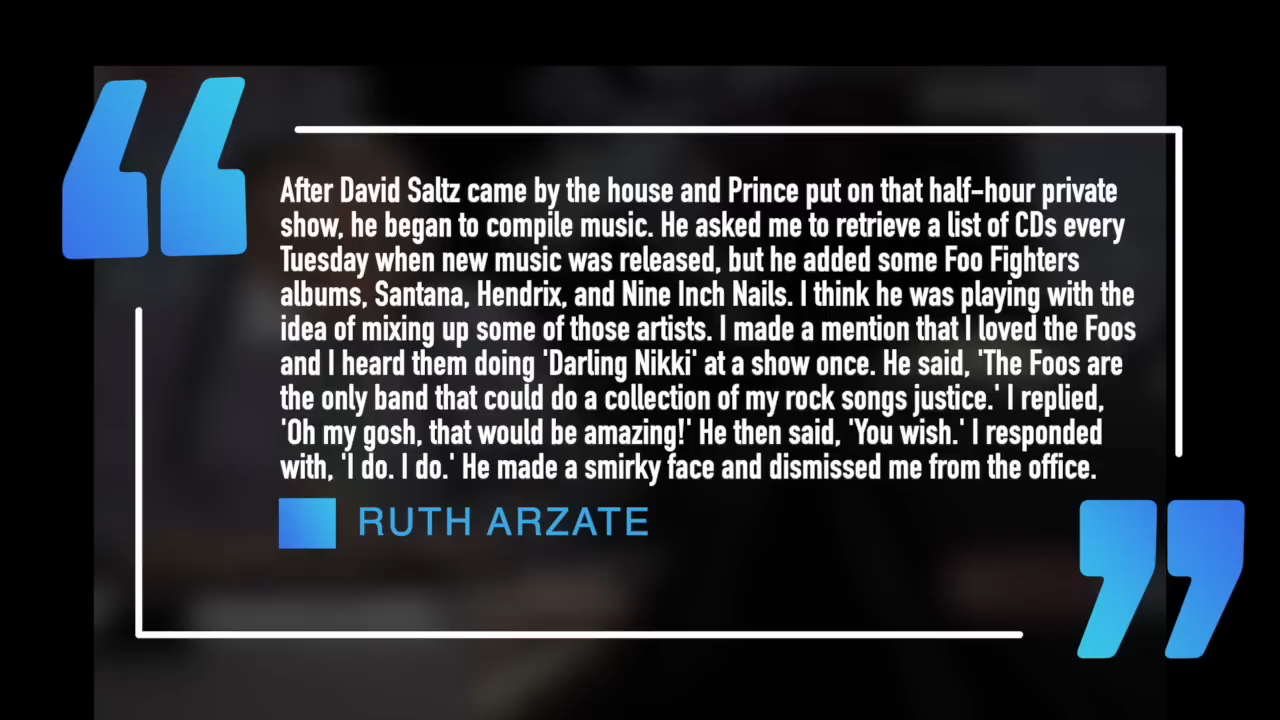 After David Saltz came by the house and Prince put on that half-hour private
show, he began to compile music. He asked me to retrieve a list of CDs every
Tuesday when new music was released, but he added some Foo Fighters
albums, Santana, Hendrix, and Nine Inch Nails. I think he was playing with the
idea of mixing up some of those artists. I made a mention that I loved the Foos
and I heard them doing 'Darling Nikki' at a show once. He said, 'The Foos are
the only band that could do a collection of my rock songs justice.' I replied,
'Oh my gosh, that would be amazing!' He then said, 'You wish.' I responded
with, 'I do. I do.' He made a smirky face and dismissed me from the office.
RUTH ARZATE